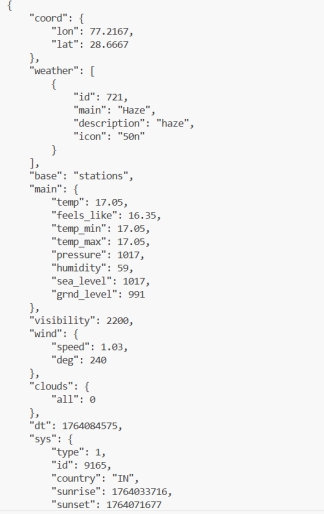 {
    "coord": {
        "lon": 77.2167,
        "lat": 28.6667
    },
    "weather": [
        {
            "id": 721,
            "main": "Haze",
            "description": "haze",
            "icon": "50n"
        }
    ],
    "base": "stations",
    "main": {
        "temp": 17.05,
        "feels_like": 16.35,
        "temp_min": 17.05,
        "temp_max": 17.05,
        "pressure": 1017,
        "humidity": 59,
        "sea_level": 1017,
        "grnd_level": 991
    },
    "visibility": 2200,
    "wind": {
        "speed": 1.03,
        "deg": 240
    },
    "clouds": {
        "all": 0
    },
    "dt": 1764084575,
    "sys": {
        "type": 1,
        "id": 9165,
        "country": "IN",
        "sunrise": 1764033716,
        "sunset": 1764071677